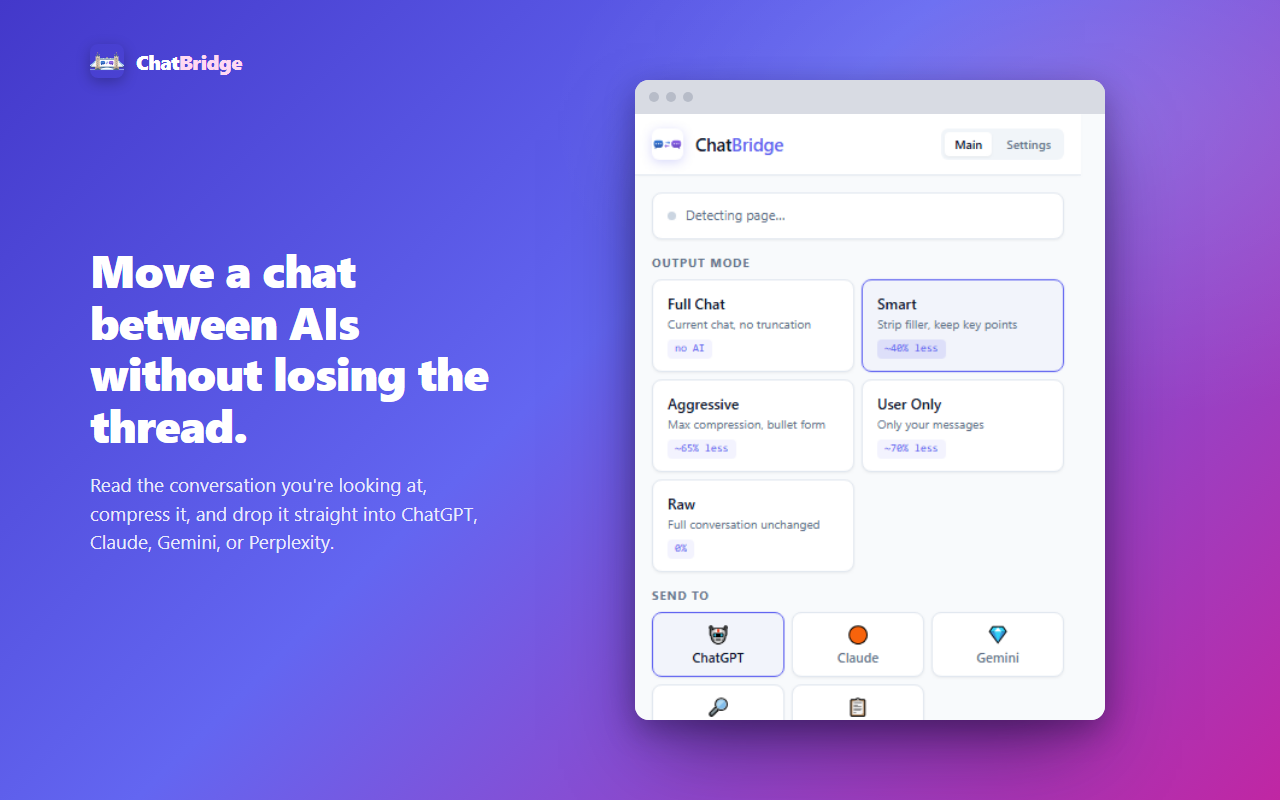 ChatBridge
Move a chat
between AIs
without losing the
thread.
Read the conversation you're looking at,
compress it, and drop it straight into ChatGPT,
Claude, Gemini, or Perplexity.
ChatBridge
Main
Settings
Detecting page...
OUTPUT MODE
Full Chat
Current chat, no truncation
no AI
Smart
Strip filler, keep key points
~40% less
Aggressive
Max compression, bullet form
~65% less
User Only
Only your messages
~70% less
Raw
Full conversation unchanged
0%
SEND TO
ChatGPT
Claude
Gemini